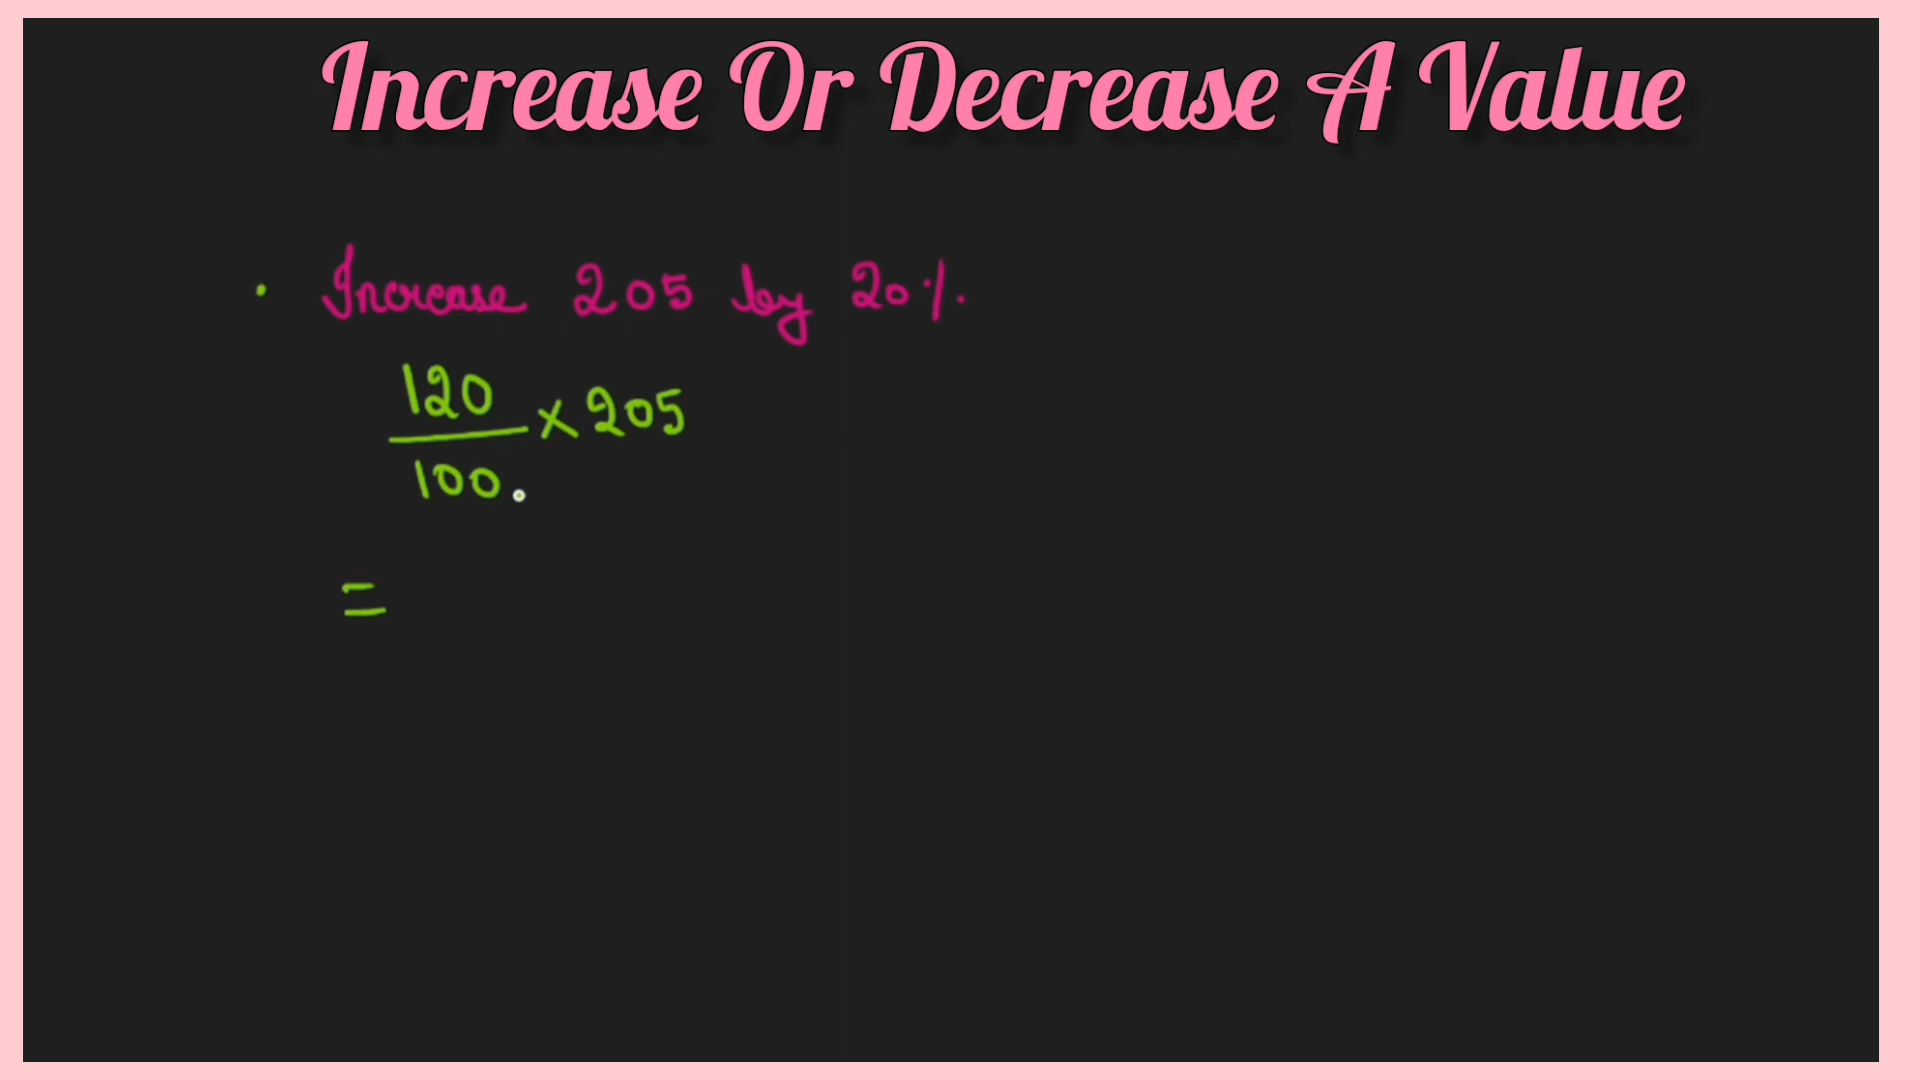 Increase Or Decrease A Value
· Increase 205 by 20%.
120
× 205
100.
=